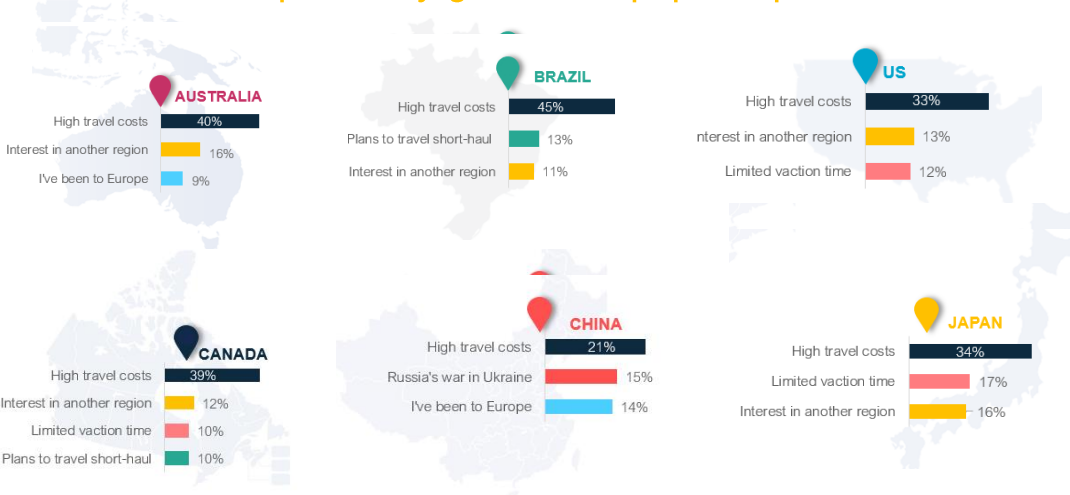 AUSTRALIA
High travel costs 40%
Interest in another region 16%
I've been to Europe 9%
BRAZIL
High travel costs 45%
Plans to travel short-haul 13%
Interest in another region 11%
US
High travel costs 33%
nterest in another region 13%
Limited vaction time 12%
CANADA
High travel costs 39%
Interest in another region 12%
Limited vaction time 10%
Plans to travel short-haul 10%
CHINA
High travel costs 21%
Russia's war in Ukraine 15%
I've been to Europe 14%
JAPAN
High travel costs 34%
Limited vaction time 17%
Interest in another region 16%